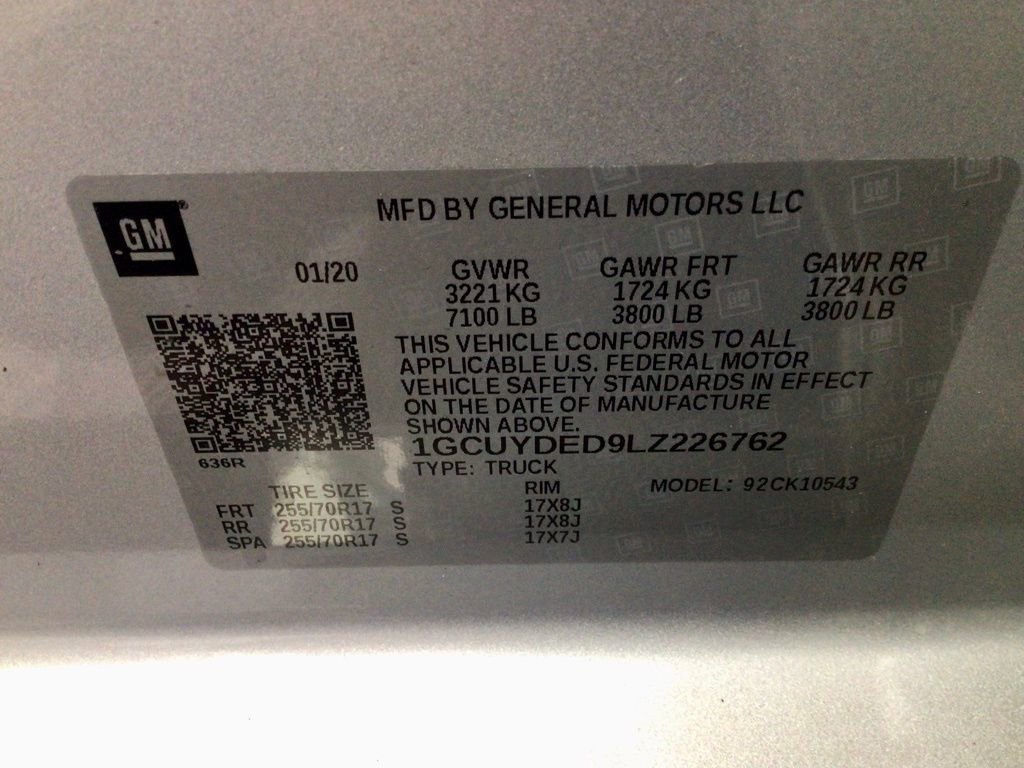 GM
MFD BY GENERAL MOTORS LLC
01/20
GVWR GAWR FRT GAWR RR
3221 KG 1724 KG 1724 KG
7100 LB 3800 LB 3800 LB
THIS VEHICLE CONFORMS TO ALL
APPLICABLE U.S. FEDERAL MOTOR
VEHICLE SAFETY STANDARDS IN EFFECT
ON THE DATE OF MANUFACTURE
SHOWN ABOVE.
1GCUYDED9LZ226762
636R
TYPE: TRUCK
TIRE SIZE RIM MODEL: 92CK10543
FRT 255/70R17 S 17X8J
RR 255/70R17 S 17X8J
SPA 255/70R17 S 17X7J